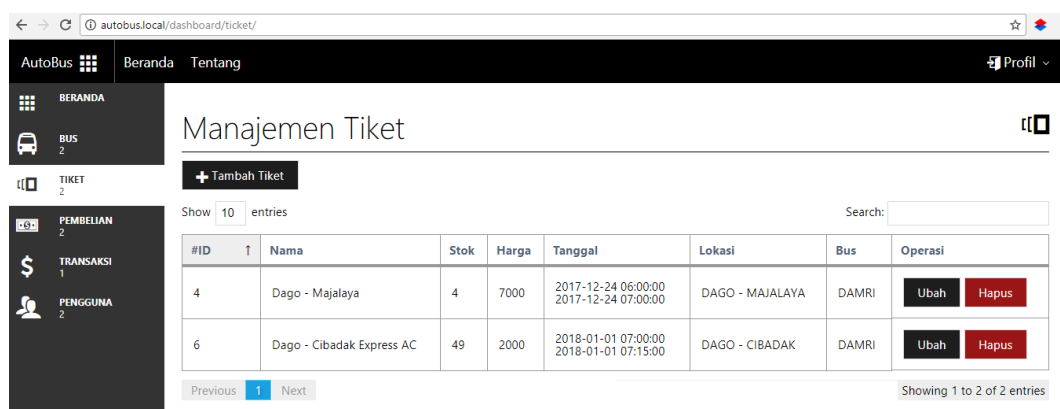 autobus.local/dashboard/ticket/
AutoBus Beranda Tentang Profil
BERANDA
BUS
2
TIKET
2
PEMBELIAN
2
TRANSAKSI
1
PENGGUNA
2
Manajemen Tiket
Tambah Tiket
Show 10 entries Search:
#ID ↑ Nama Stok Harga Tanggal Lokasi Bus Operasi
4 Dago - Majalaya 4 7000 2017-12-24 06:00:00 DAGO - MAJALAYA DAMRI Ubah Hapus
2017-12-24 07:00:00
6 Dago - Cibadak Express AC 49 2000 2018-01-01 07:00:00 DAGO - CIBADAK DAMRI Ubah Hapus
2018-01-01 07:15:00
Previous 1 Next Showing 1 to 2 of 2 entries